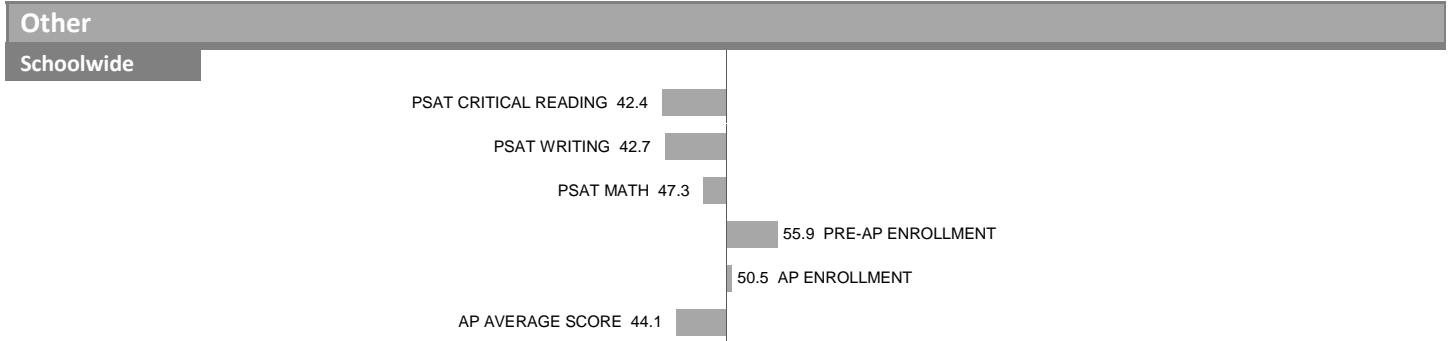 Other
Schoolwide
PSAT CRITICAL READING 42.4
PSAT WRITING 42.7
PSAT MATH 47.3
55.9 PRE-AP ENROLLMENT
50.5 AP ENROLLMENT
AP AVERAGE SCORE 44.1